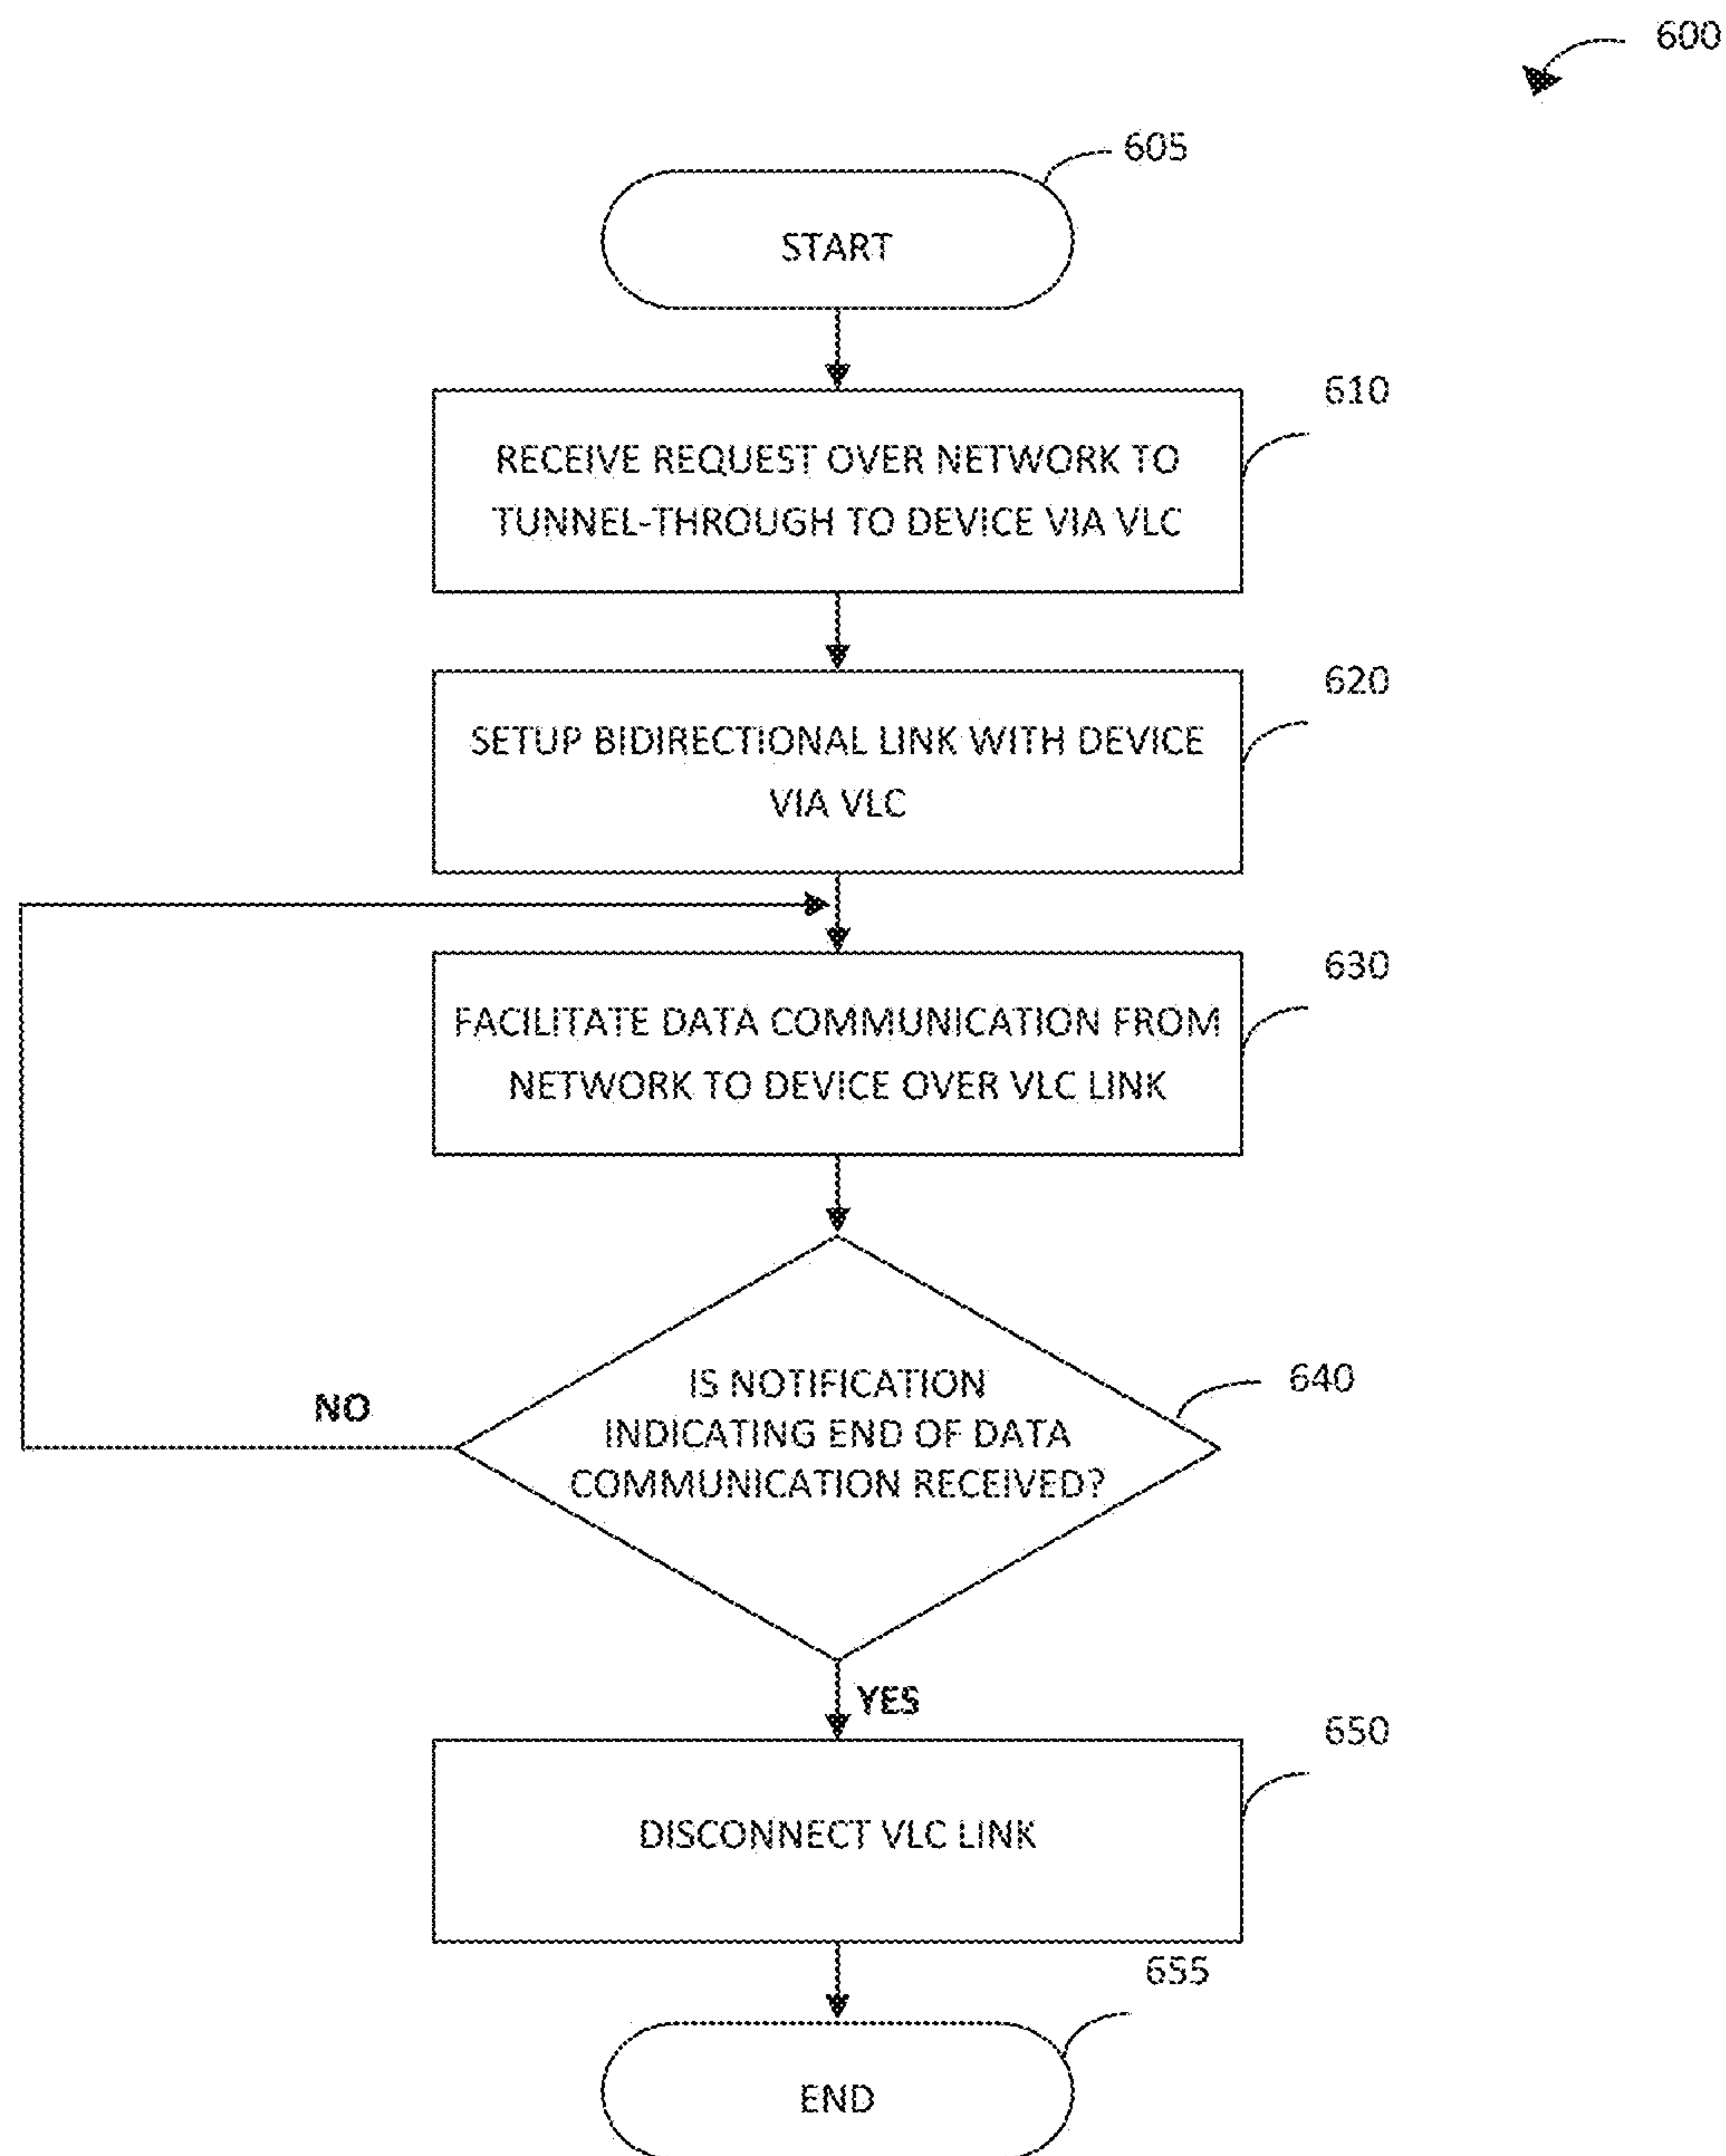 600
605
START
610
RECEIVE REQUEST OVER NETWORK TO
TUNNEL-THROUGH TO DEVICE VIA VLC
620
SETUP BIDIRECTIONAL LINK WITH DEVICE
VIA VLC
630
FACILITATE DATA COMMUNICATION FROM
NETWORK TO DEVICE OVER VLC LINK
640
IS NOTIFICATION
INDICATING END OF DATA
COMMUNICATION RECEIVED?
NO
YES
650
DISCONNECT VLC LINK
655
END